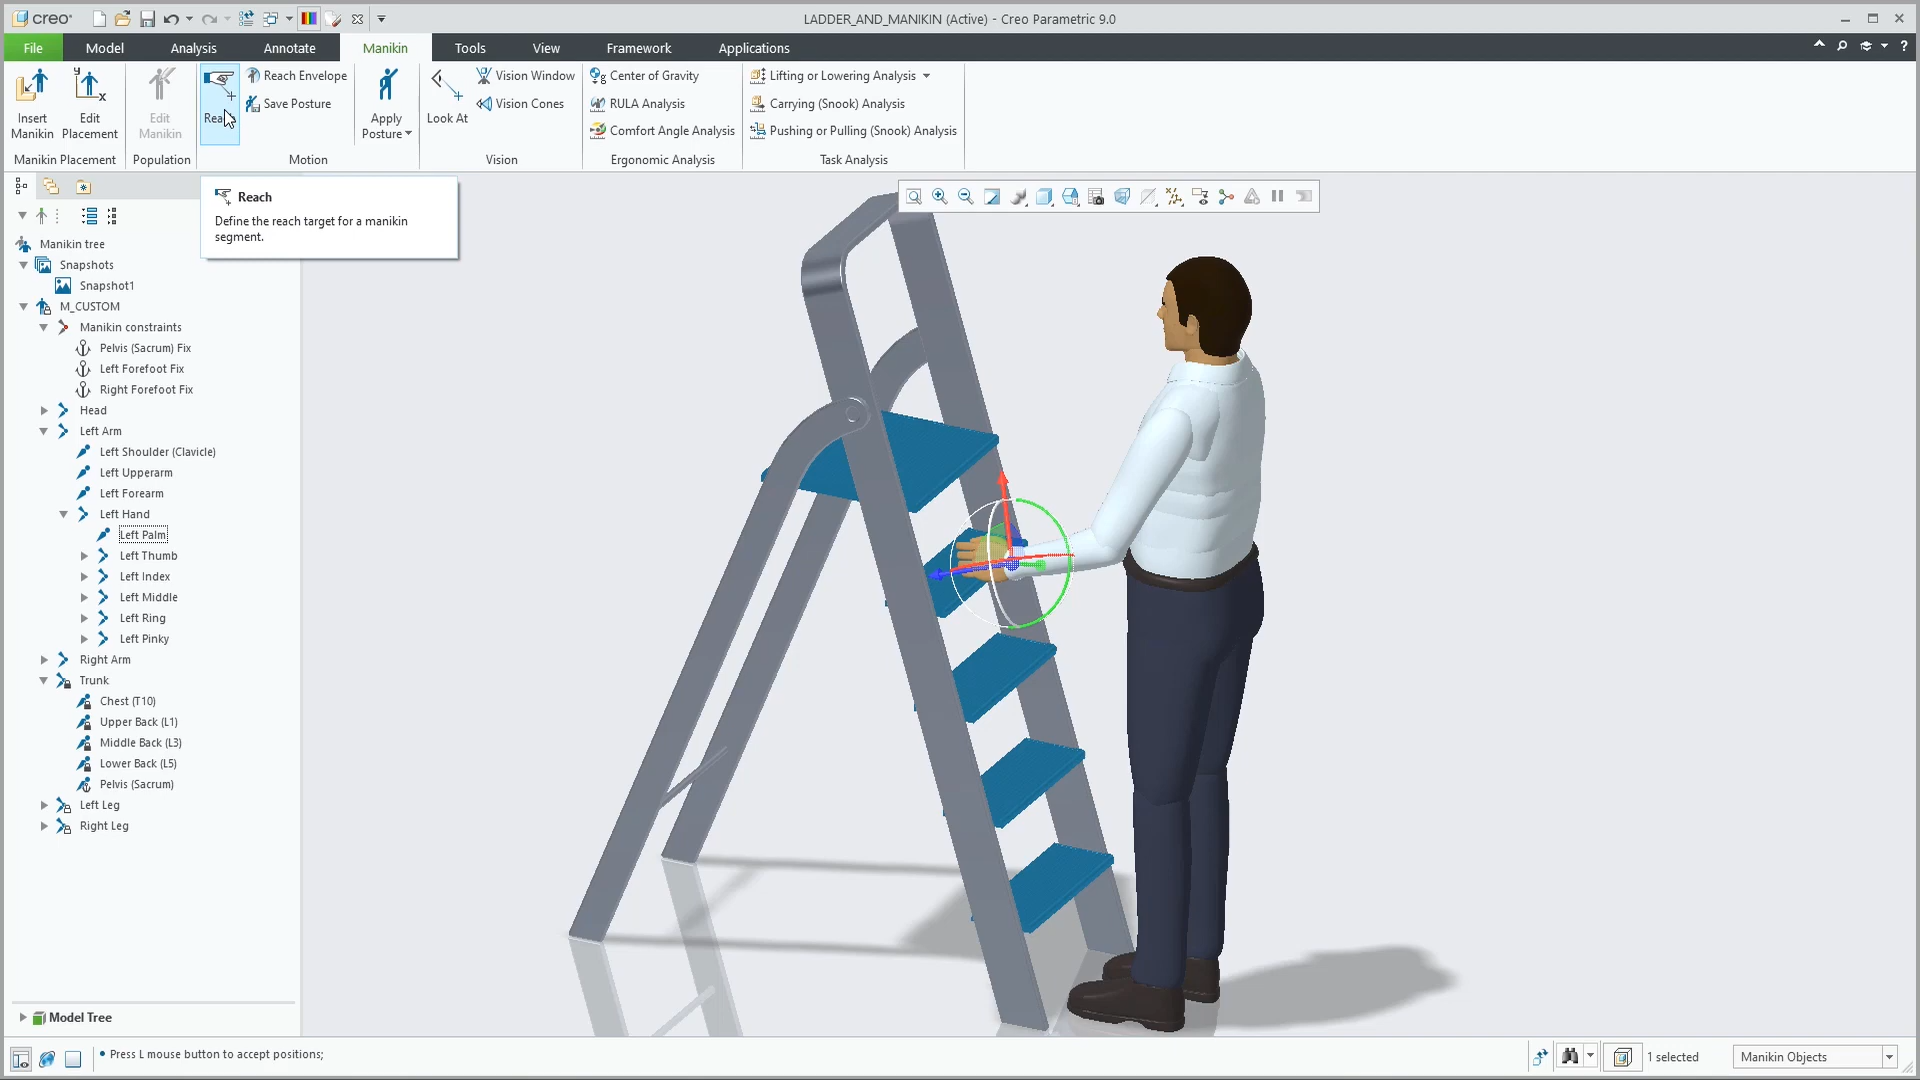 creo
LADDER_AND_MANIKIN (Active) - Creo Parametric 9.0
File
Model
Analysis
Annotate
Manikin
Tools
View
Framework
Applications
Insert
Manikin
Edit
Placement
Manikin Placement
Edit
Manikin
Population
Reach
Reach Envelope
Save Posture
Apply
Posture
Motion
Look At
Vision Window
Vision Cones
Vision
Center of Gravity
RULA Analysis
Comfort Angle Analysis
Ergonomic Analysis
Lifting or Lowering Analysis
Carrying (Snook) Analysis
Pushing or Pulling (Snook) Analysis
Task Analysis
Reach
Define the reach target for a manikin
segment.
Manikin tree
Snapshots
Snapshot1
M_CUSTOM
Manikin constraints
Pelvis (Sacrum) Fix
Left Forefoot Fix
Right Forefoot Fix
Head
Left Arm
Left Shoulder (Clavicle)
Left Upperarm
Left Forearm
Left Hand
Left Palm
Left Thumb
Left Index
Left Middle
Left Ring
Left Pinky
Right Arm
Trunk
Chest (T10)
Upper Back (L1)
Middle Back (L3)
Lower Back (L5)
Pelvis (Sacrum)
Left Leg
Right Leg
Model Tree
Press L mouse button to accept positions;
1 selected
Manikin Objects